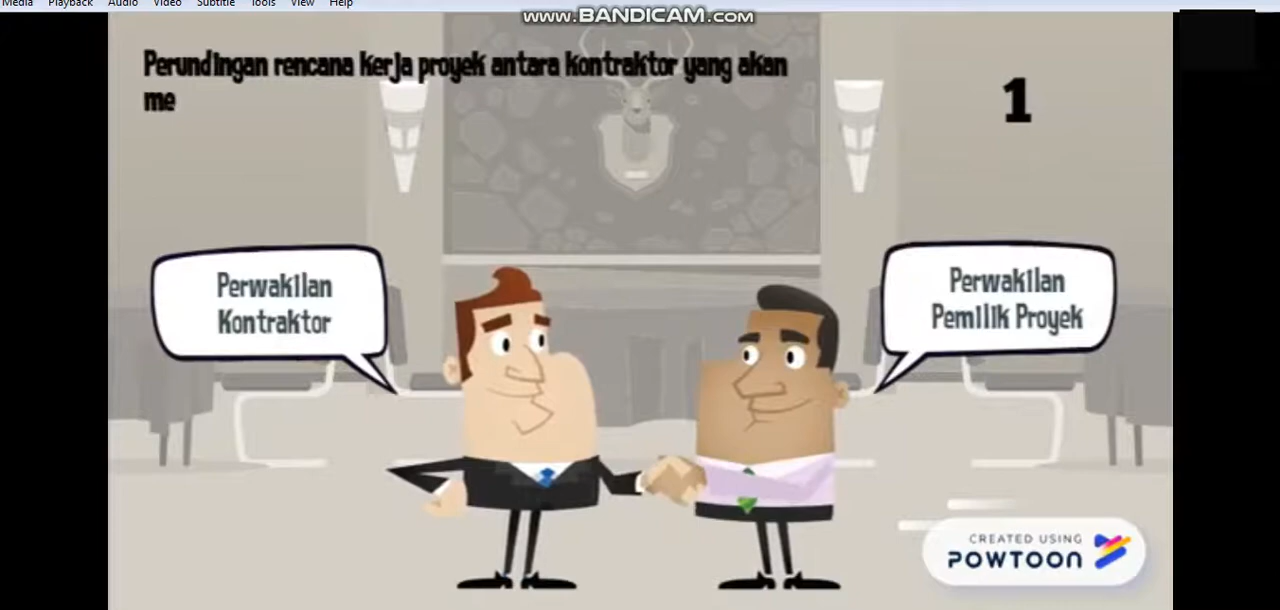 Media Playback Audio Video Subtitle Tools View Help
www.BANDICAM.com
Perundingan rencana kerja proyek antara kontraktor yang akan
me
1
Perwakilan
Kontraktor
Perwakilan
Pemilik Proyek
CREATED USING
POWTOON